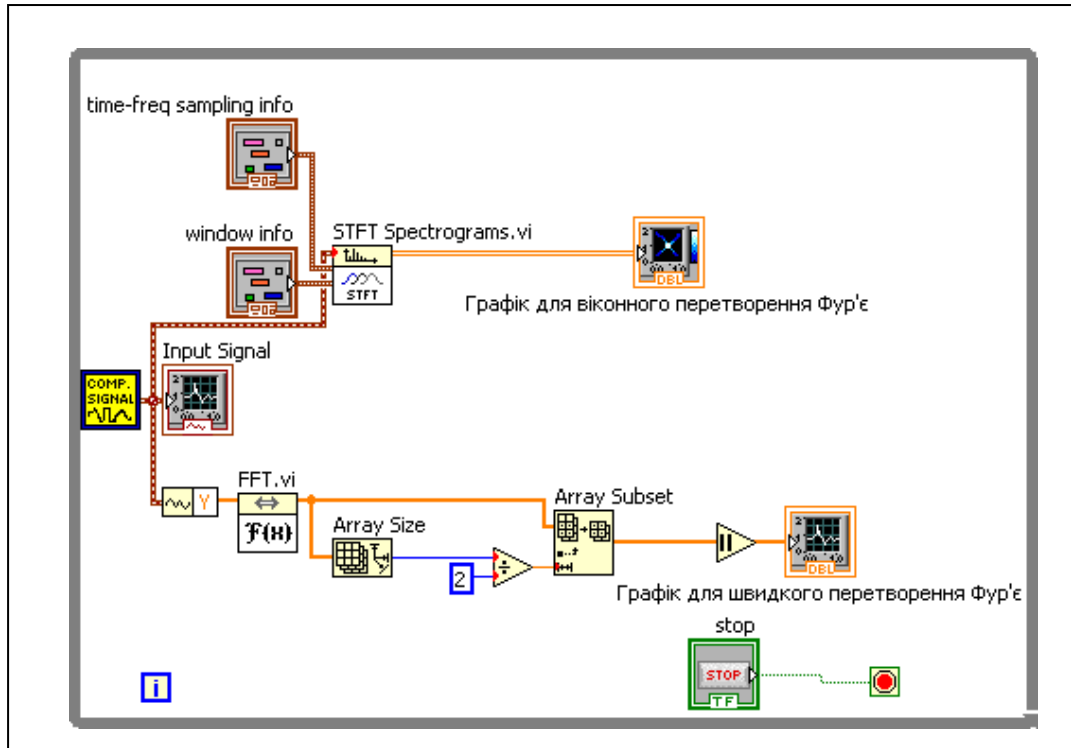 time-freq sampling info
window info
STFT Spectrograms.vi
STFT
DBL
Графік для віконного перетворення Фур'є
Input Signal
COMP.
SIGNAL
Y
FFT.vi
F(x)
Array Size
2
÷
Array Subset
DBL
Графік для швидкого перетворення Фур'є
stop
STOP
TF
i